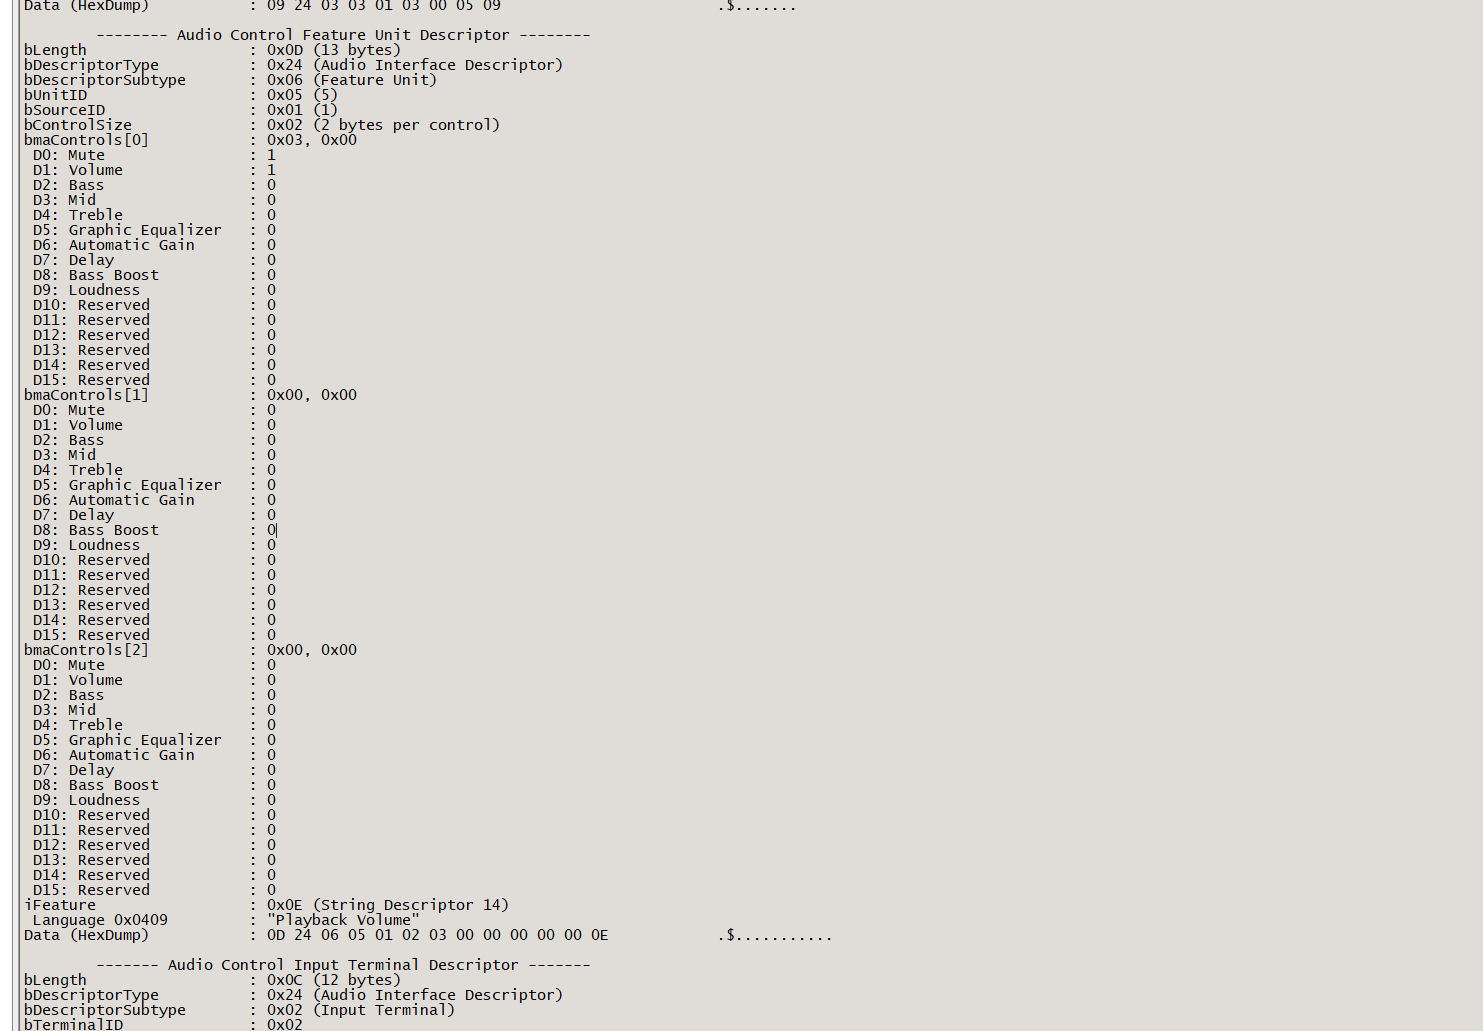 Data (HexDump) : 09 24 03 03 01 03 00 05 09 .$.......
-------- Audio Control Feature Unit Descriptor --------
bLength : 0x0D (13 bytes)
bDescriptorType : 0x24 (Audio Interface Descriptor)
bDescriptorSubtype : 0x06 (Feature Unit)
bUnitID : 0x05 (5)
bSourceID : 0x01 (1)
bControlSize : 0x02 (2 bytes per control)
bmaControls[0] : 0x03, 0x00
D0: Mute : 1
D1: Volume : 1
D2: Bass : 0
D3: Mid : 0
D4: Treble : 0
D5: Graphic Equalizer : 0
D6: Automatic Gain : 0
D7: Delay : 0
D8: Bass Boost : 0
D9: Loudness : 0
D10: Reserved : 0
D11: Reserved : 0
D12: Reserved : 0
D13: Reserved : 0
D14: Reserved : 0
D15: Reserved : 0
bmaControls[1] : 0x00, 0x00
D0: Mute : 0
D1: Volume : 0
D2: Bass : 0
D3: Mid : 0
D4: Treble : 0
D5: Graphic Equalizer : 0
D6: Automatic Gain : 0
D7: Delay : 0
D8: Bass Boost : 0
D9: Loudness : 0
D10: Reserved : 0
D11: Reserved : 0
D12: Reserved : 0
D13: Reserved : 0
D14: Reserved : 0
D15: Reserved : 0
bmaControls[2] : 0x00, 0x00
D0: Mute : 0
D1: Volume : 0
D2: Bass : 0
D3: Mid : 0
D4: Treble : 0
D5: Graphic Equalizer : 0
D6: Automatic Gain : 0
D7: Delay : 0
D8: Bass Boost : 0
D9: Loudness : 0
D10: Reserved : 0
D11: Reserved : 0
D12: Reserved : 0
D13: Reserved : 0
D14: Reserved : 0
D15: Reserved : 0
iFeature : 0x0E (String Descriptor 14)
Language 0x0409 : "Playback Volume"
Data (HexDump) : 0D 24 06 05 01 02 03 00 00 00 00 00 0E .$...........
------- Audio Control Input Terminal Descriptor -------
bLength : 0x0C (12 bytes)
bDescriptorType : 0x24 (Audio Interface Descriptor)
bDescriptorSubtype : 0x02 (Input Terminal)
bTerminalID : 0x02